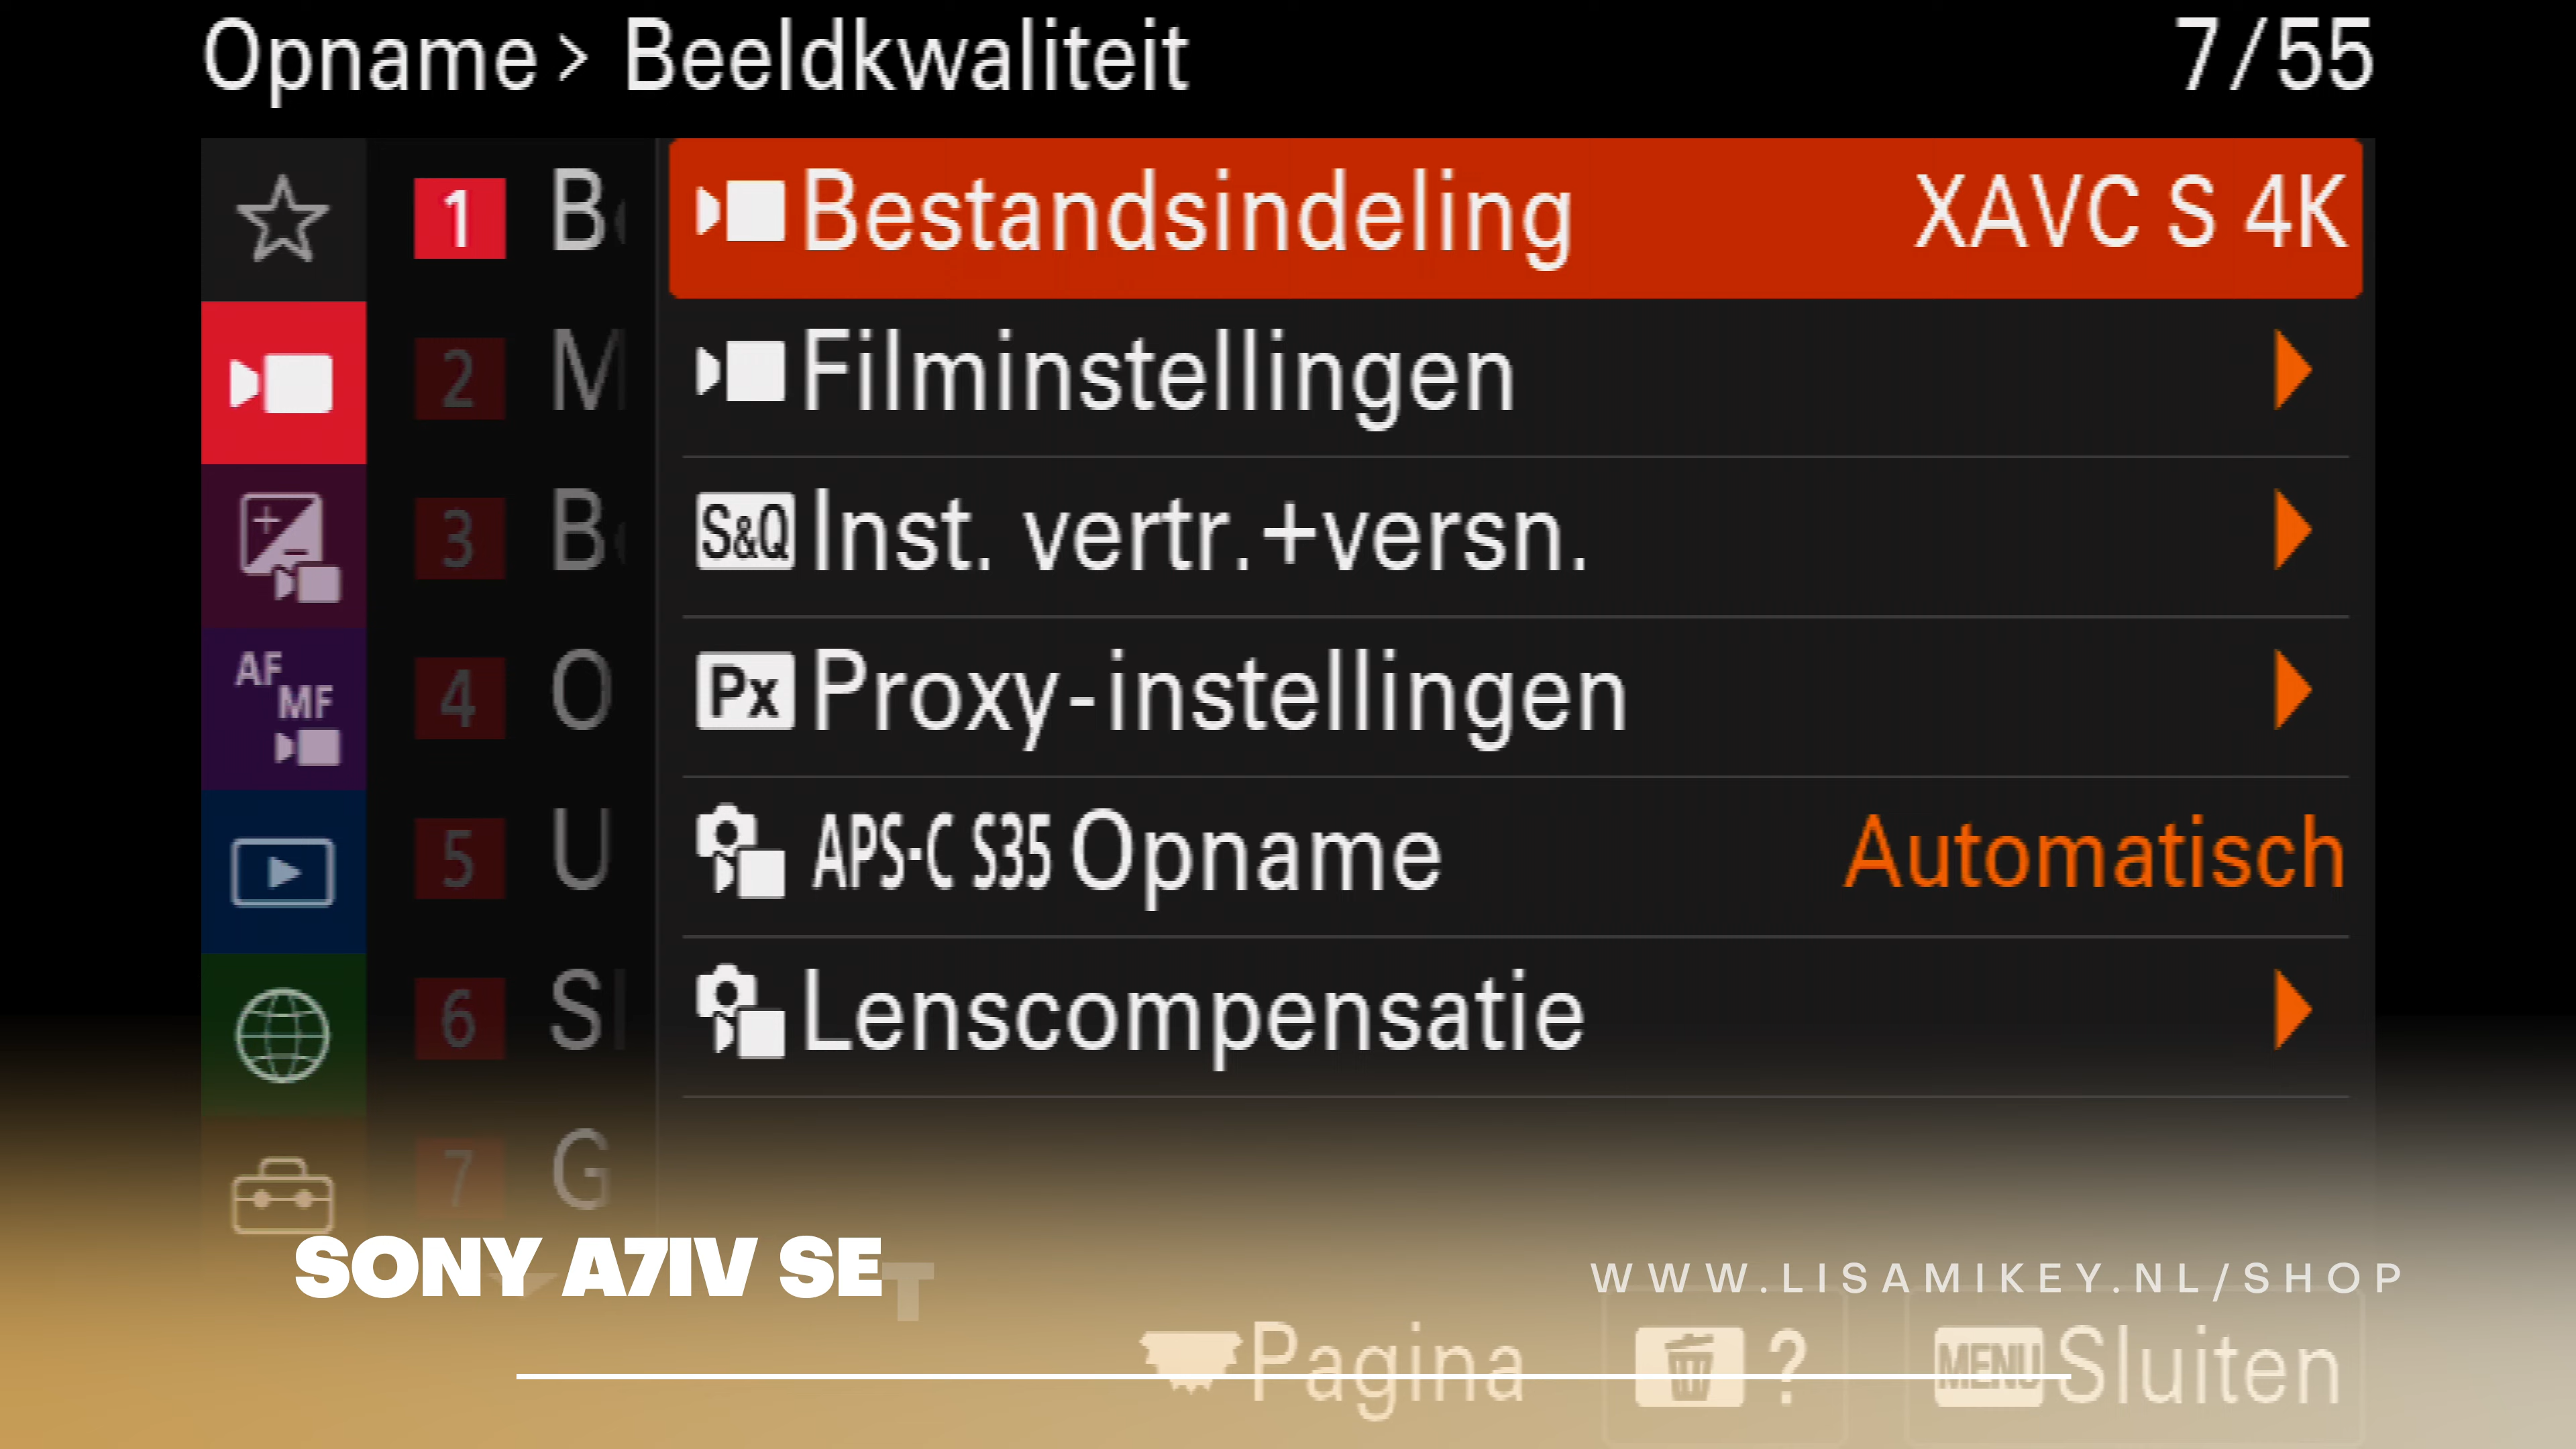 Opname > Beeldkwaliteit 7/55
1 Bestandsindeling XAVC S 4K
2 M Filminstellingen
3 S&Q Inst. vertr.+versn.
AF MF 4 O Px Proxy-instellingen
5 U APS-C S35 Opname Automatisch
6 S Lenscompensatie
7 G
SONY A7IV SET WWW.LISAMIKEY.NL/SHOP
Pagina ? MENU Sluiten